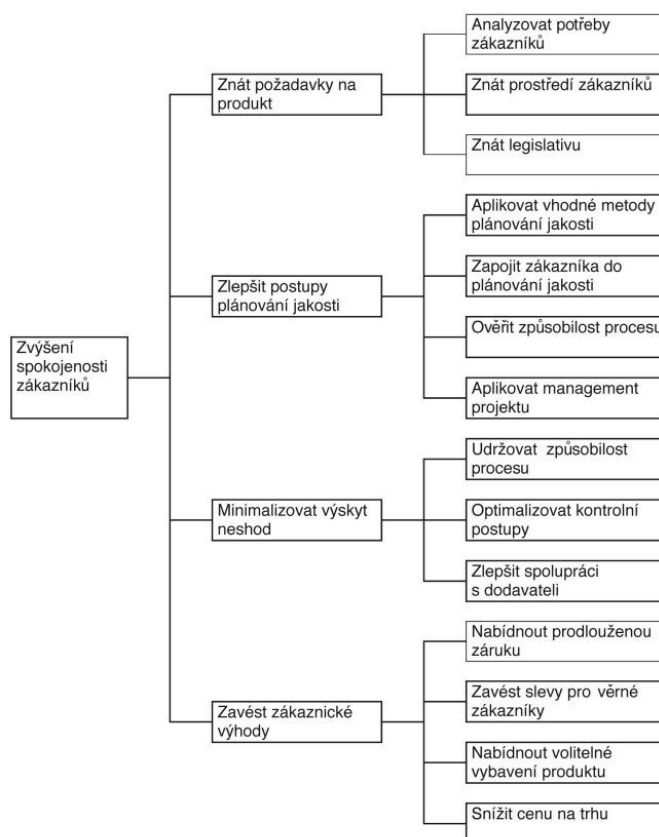 Analyzovat potřeby
zákazníků
Znát požadavky na
produkt
Znát prostředí zákazníků
Znát legislativu
Aplikovat vhodné metody
plánování jakosti
Zlepšit postupy
plánování jakosti
Zapojit zákazníka do
plánování jakosti
Ověřit způsobilost procesu
Zvýšení
spokojenosti
zákazníků
Aplikovat management
projektu
Udržovat způsobilost
procesu
Minimalizovat výskyt
neshod
Optimalizovat kontrolní
postupy
Zlepšit spolupráci
s dodavateli
Nabídnout prodlouženou
záruku
Zavést zákaznické
výhody
Zavést slevy pro věrné
zákazníky
Nabídnout volitelné
vybavení produktu
Snížit cenu na trhu